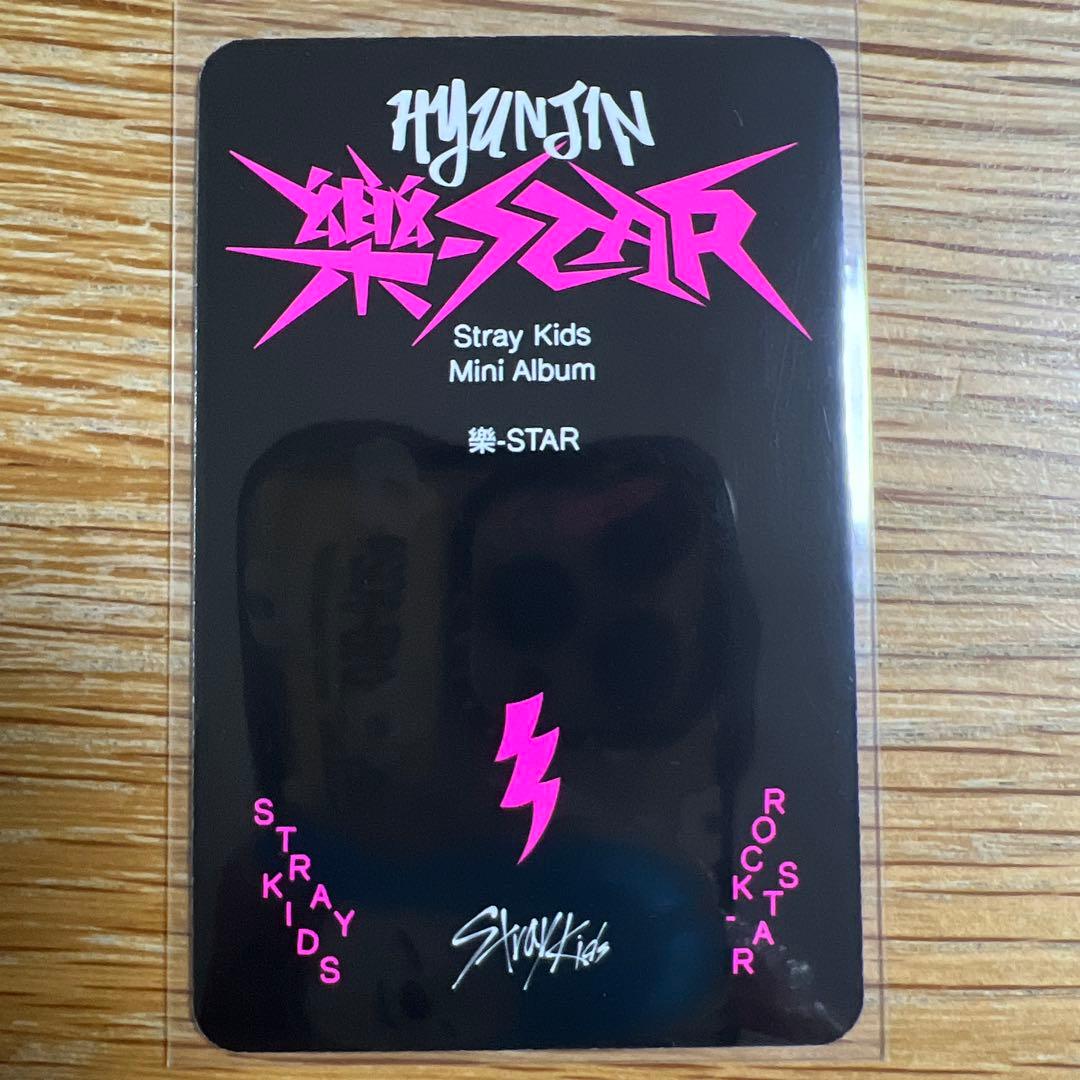 HYUNJIN
樂-STAR
Stray Kids
Mini Album
樂-STAR
STRAY
KIDS
ROCK-
STAR
Stray Kids